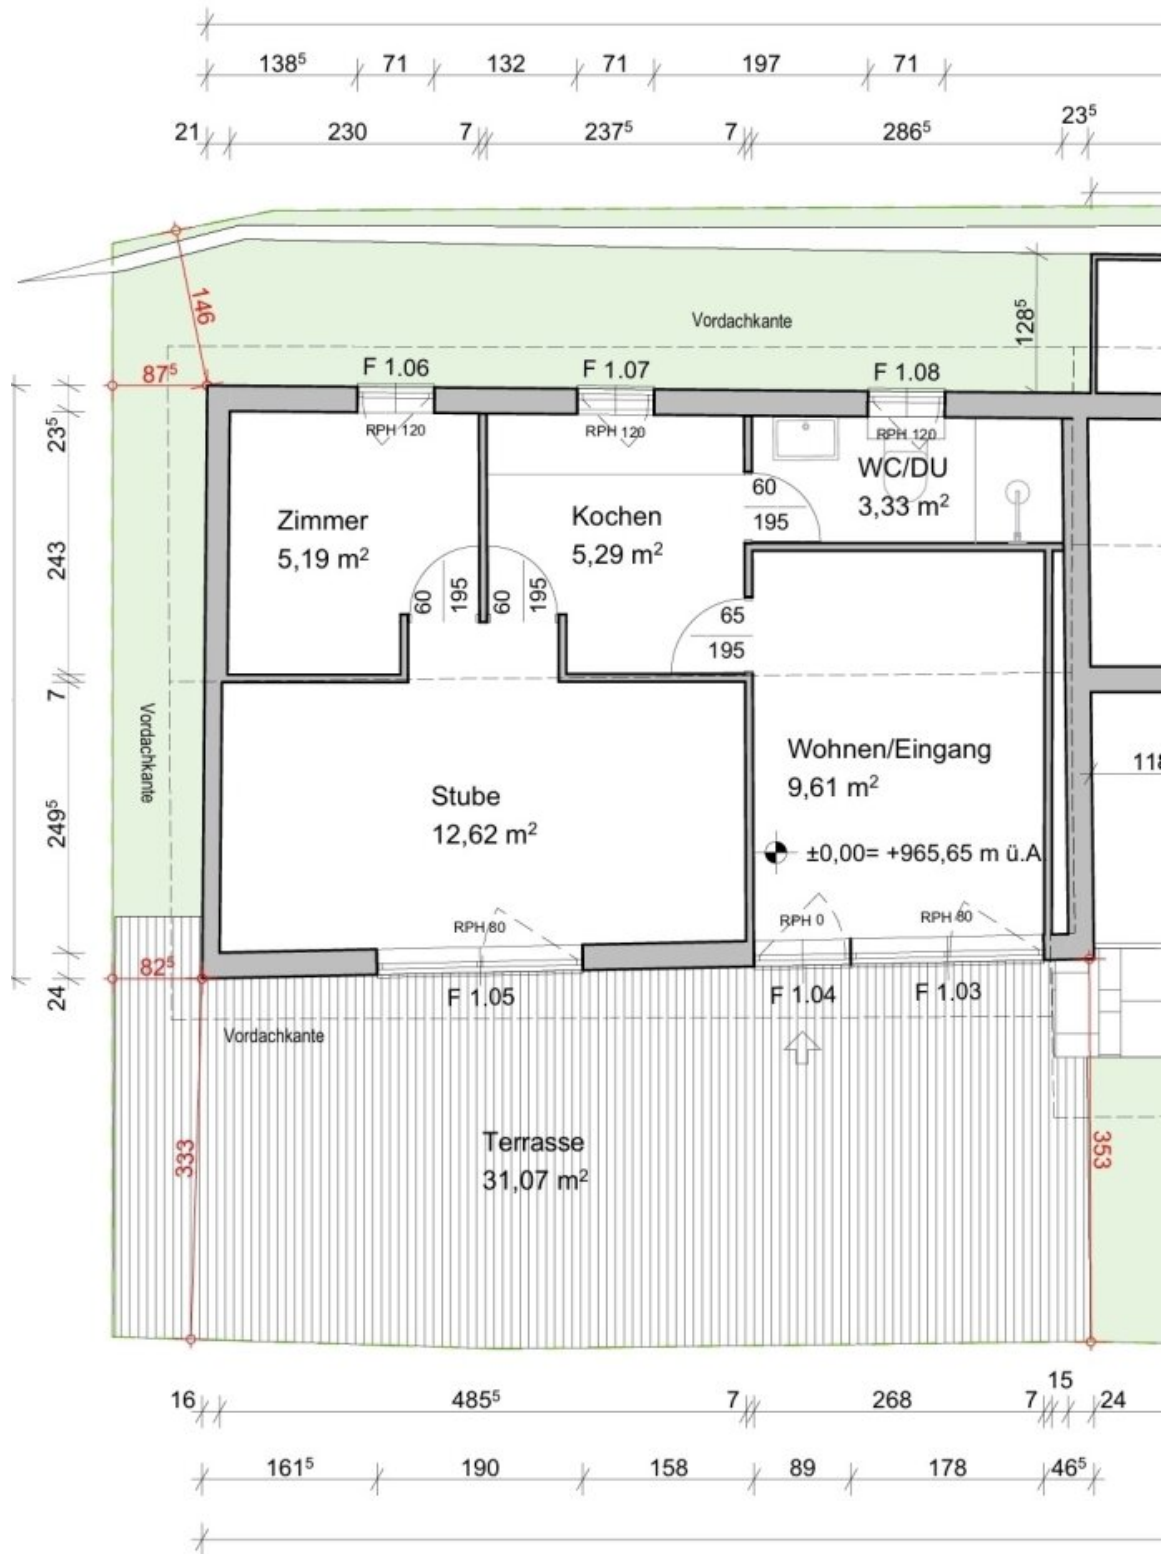 138⁵ 71 132 71 197 71
21 230 7 237⁵ 7 286⁵ 23⁵
146
Vordachkante
128⁵
87⁵
F 1.06 F 1.07 F 1.08
RPH 120 RPH 120 RPH 120
23⁵
WC/DU
3,33 m²
60
195
Zimmer
5,19 m²
Kochen
5,29 m²
243
60 195 60 195
65
195
7
Vordachkante
Wohnen/Eingang
9,61 m²
Stube
12,62 m²
249⁵
±0,00= +965,65 m ü.A
RPH 80 RPH 0 RPH 80
82⁵
24
F 1.05 F 1.04 F 1.03
Vordachkante
Terrasse
31,07 m²
333
353
16 485⁵ 7 268 7 15 24
161⁵ 190 158 89 178 46⁵